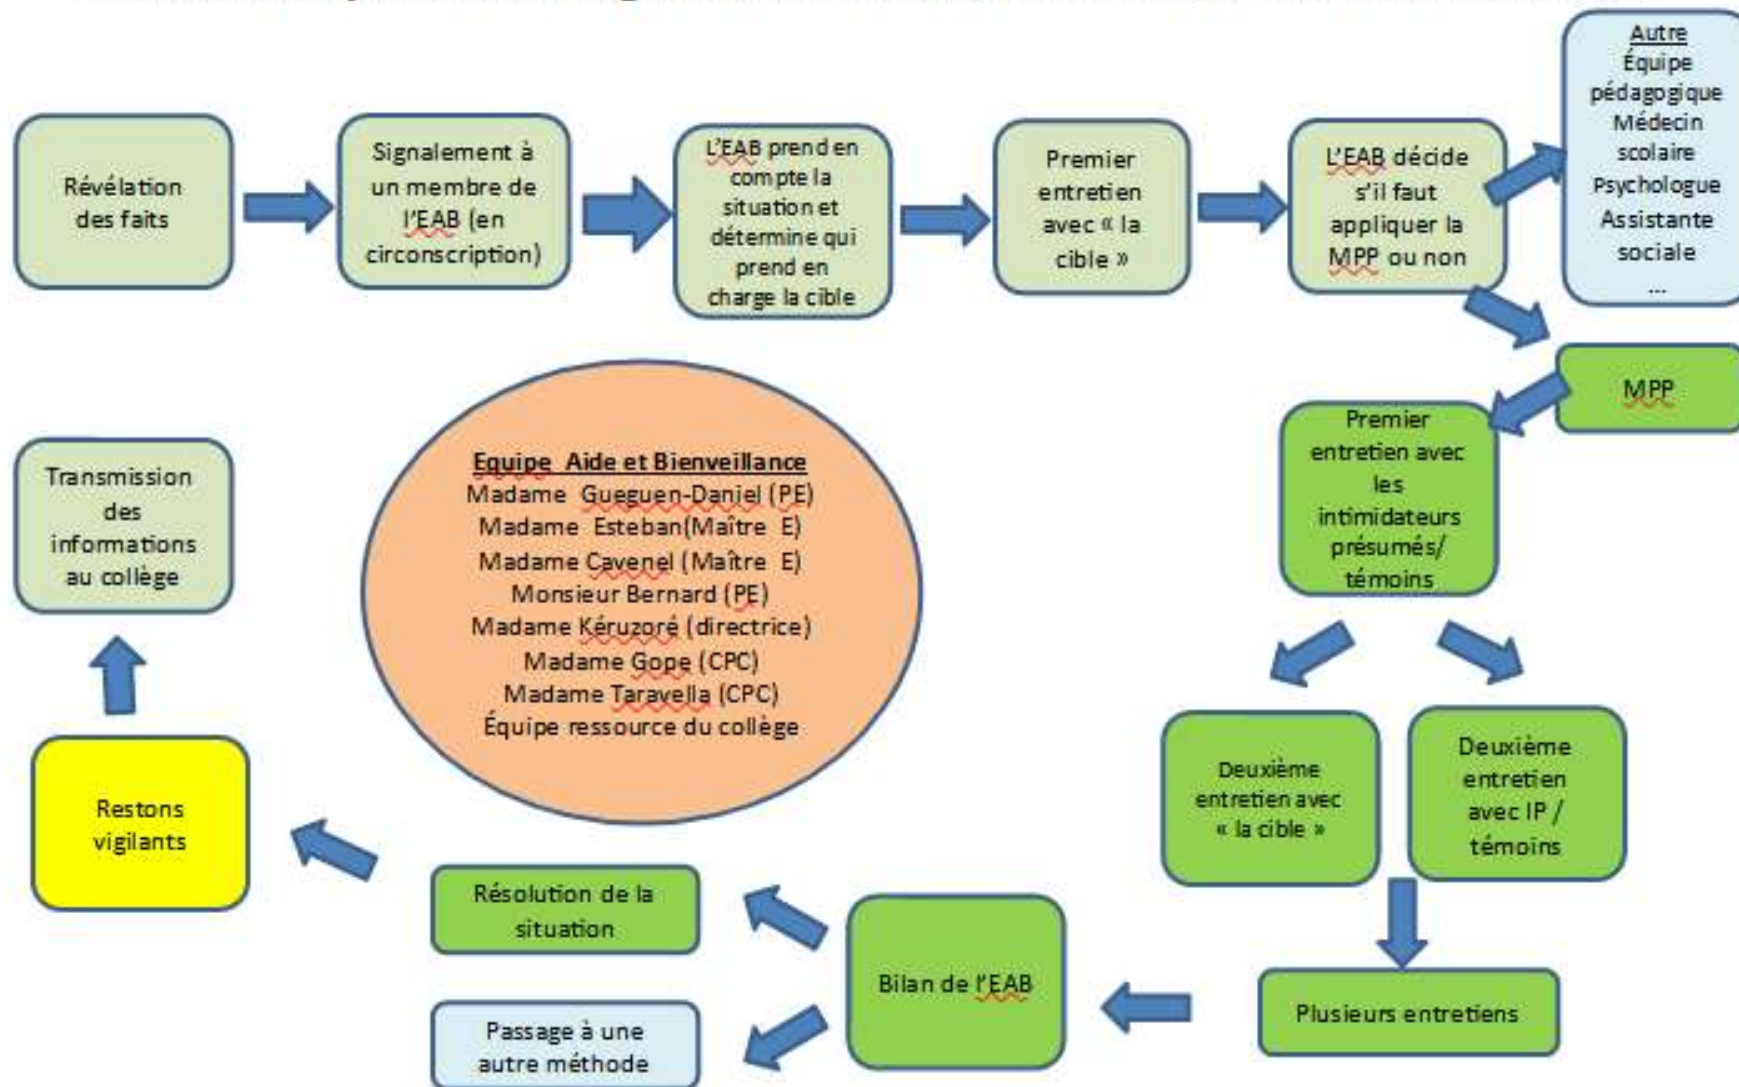 Révélation
des faits
Signalement à
un membre de
l'EAB (en
circonscription)
L'EAB prend en
compte la
situation et
détermine qui
prend en
charge la cible
Premier
entretien
avec « la
cible »
L'EAB décide
s'il faut
appliquer la
MPP ou non
Autre
Équipe
pédagogique
Médecin
scolaire
Psychologue
Assistante
sociale
...
MPP
Premier
entretien avec
les
intimidateurs
présumés/
témoins
Transmission
des
informations
au collège
Equipe Aide et Bienveillance
Madame Gueguen-Daniel (PE)
Madame Esteban(Maître E)
Madame Cavenel (Maître E)
Monsieur Bernard (PE)
Madame Kéruzoré (directrice)
Madame Gope (CPC)
Madame Taravella (CPC)
Équipe ressource du collège
Deuxième
entretien avec
« la cible »
Deuxième
entretien
avec IP /
témoins
Restons
vigilants
Résolution de la
situation
Bilan de l'EAB
Plusieurs entretiens
Passage à une
autre méthode